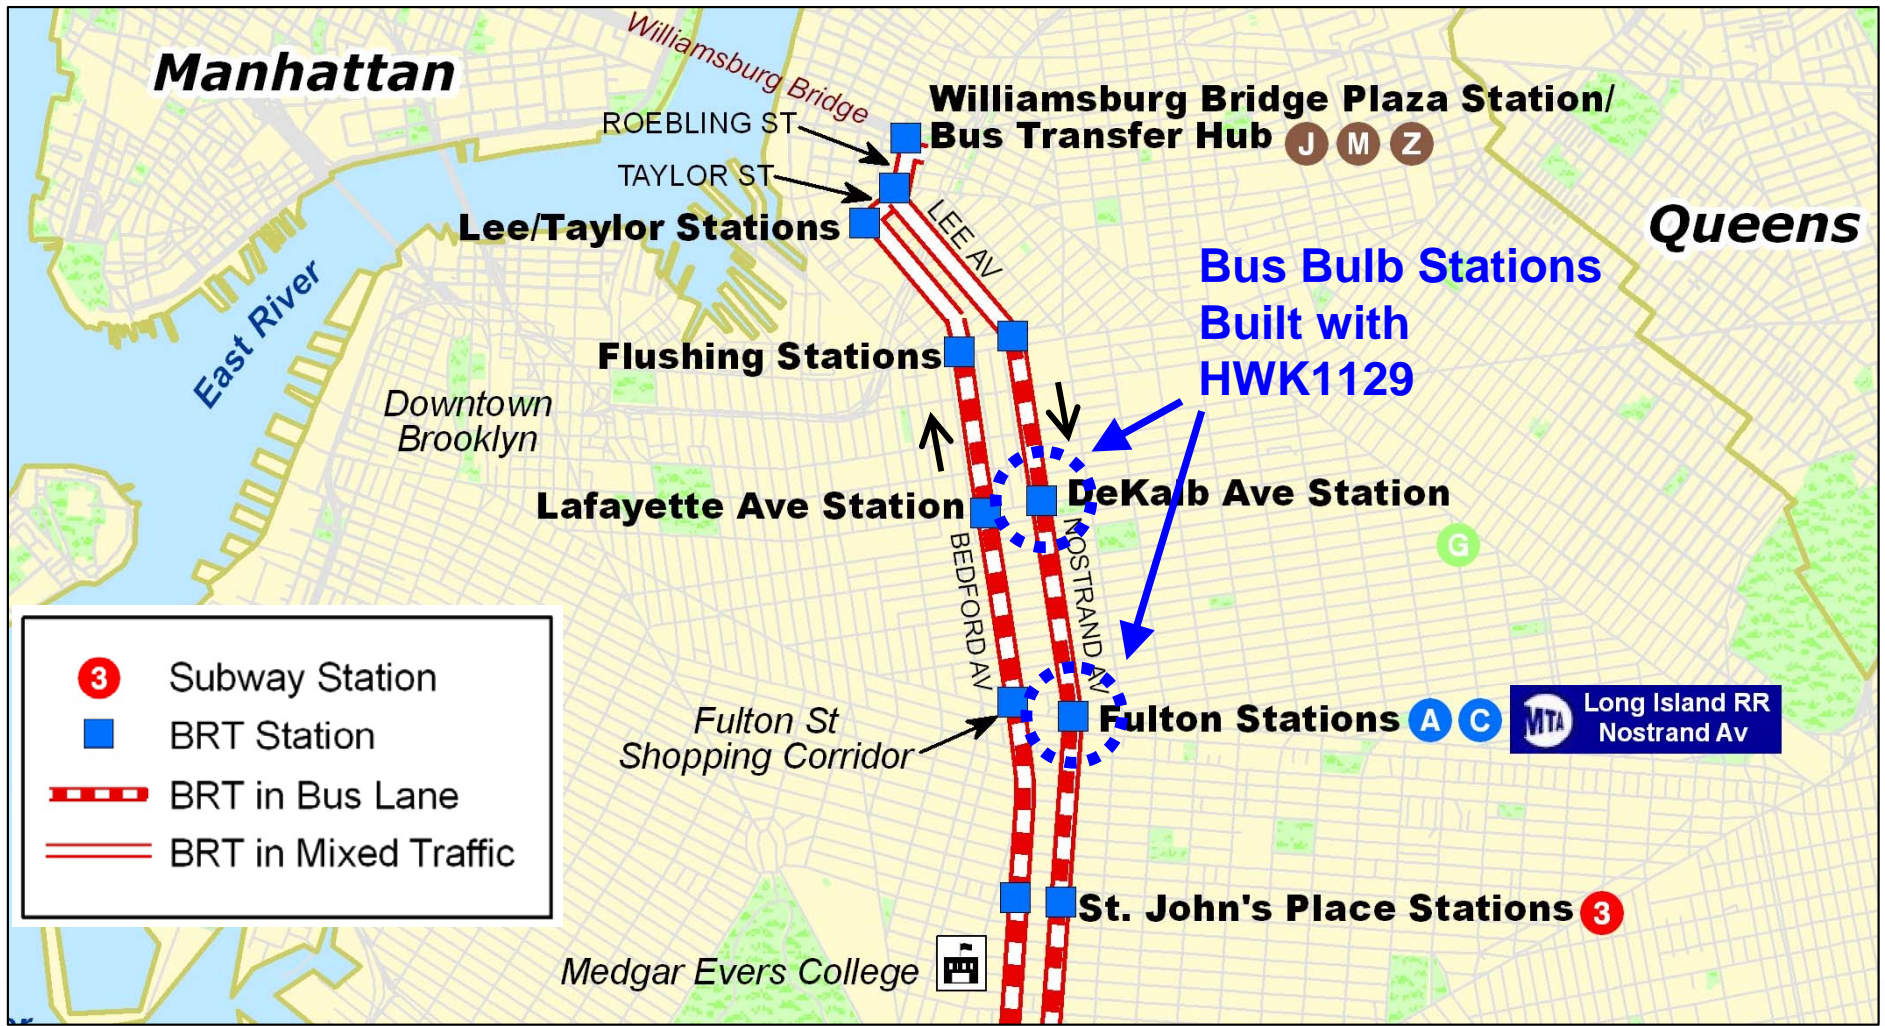 Manhattan
Williamsburg Bridge
ROEBLING ST
TAYLOR ST
Williamsburg Bridge Plaza Station/
Bus Transfer Hub J M Z
Lee/Taylor Stations
LEE AV
Queens
East River
Bus Bulb Stations
Built with
HWK1129
Flushing Stations
Downtown
Brooklyn
Lafayette Ave Station
DeKalb Ave Station
G
BEDFORD AV
NOSTRAND AV
Fulton St
Shopping Corridor
Fulton Stations A C
MTA
Long Island RR
Nostrand Av
3 Subway Station
BRT Station
BRT in Bus Lane
BRT in Mixed Traffic
St. John's Place Stations 3
Medgar Evers College